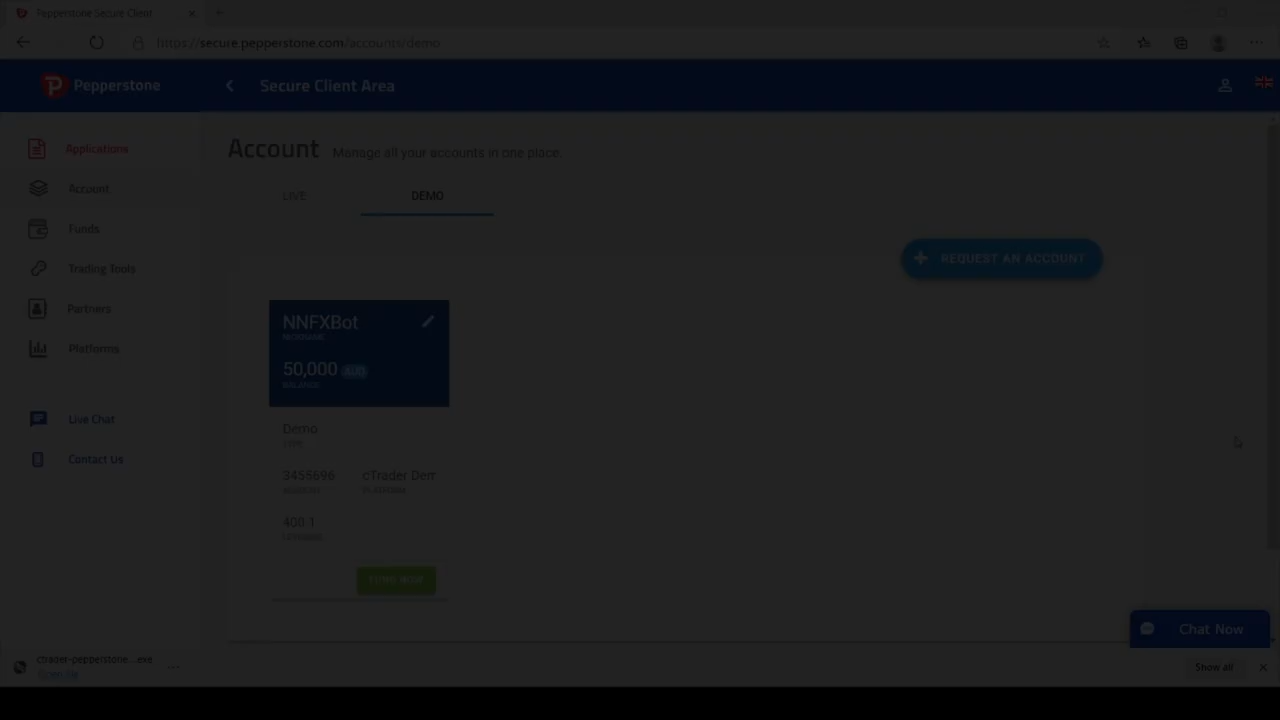 Pepperstone Secure Client
https://secure.pepperstone.com/accounts/demo
Pepperstone
Secure Client Area
Applications
Account
Funds
Trading Tools
Partners
Platforms
Live Chat
Contact Us
Account Manage all your accounts in one place.
LIVE DEMO
REQUEST AN ACCOUNT
NNFXBot
NICKNAME
50,000 AUD
BALANCE
Demo
TYPE
3455696 cTrader Dem
ACCOUNT PLATFORM
400:1
LEVERAGE
FUND NOW
Chat Now
ctrader-pepperstone....exe
Open file
Show all